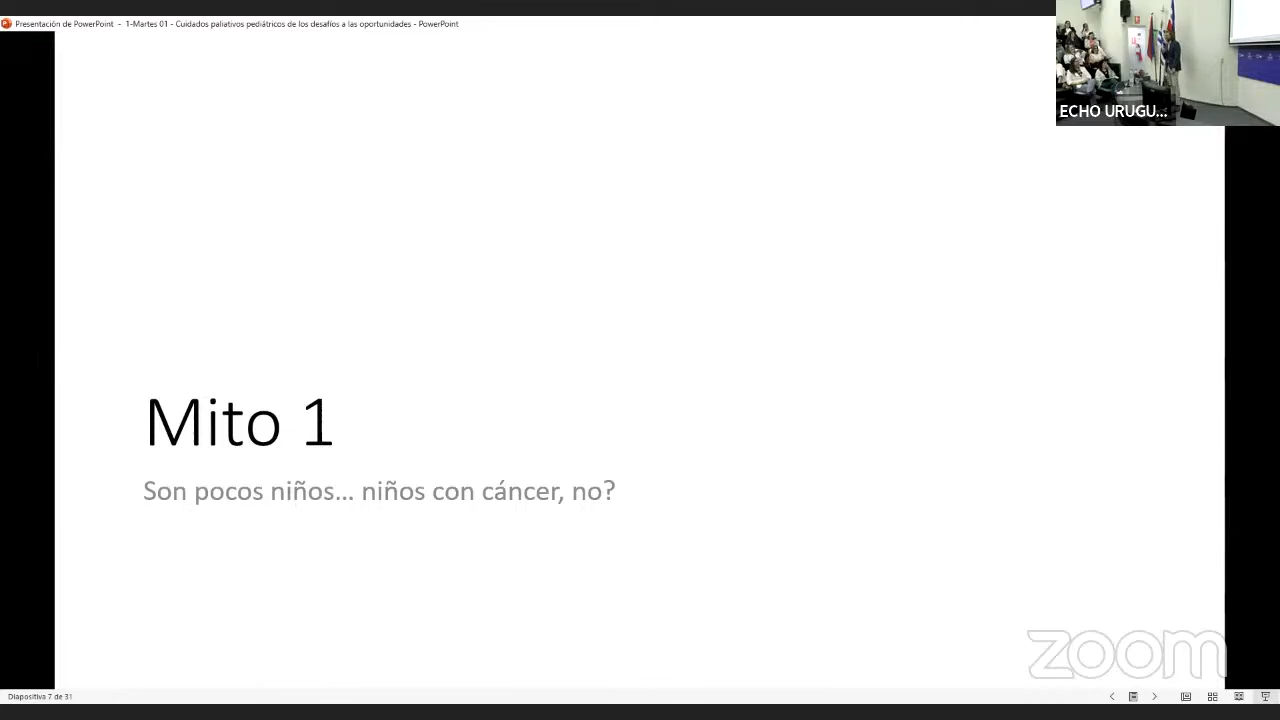 Presentación de PowerPoint - 1-Martes 01 - Cuidados paliativos pediátricos de los desafíos a las oportunidades - PowerPoint
ECHO URUGU...
Mito 1
Son pocos niños... niños con cáncer, no?
zoom
Diapositiva 7 de 31